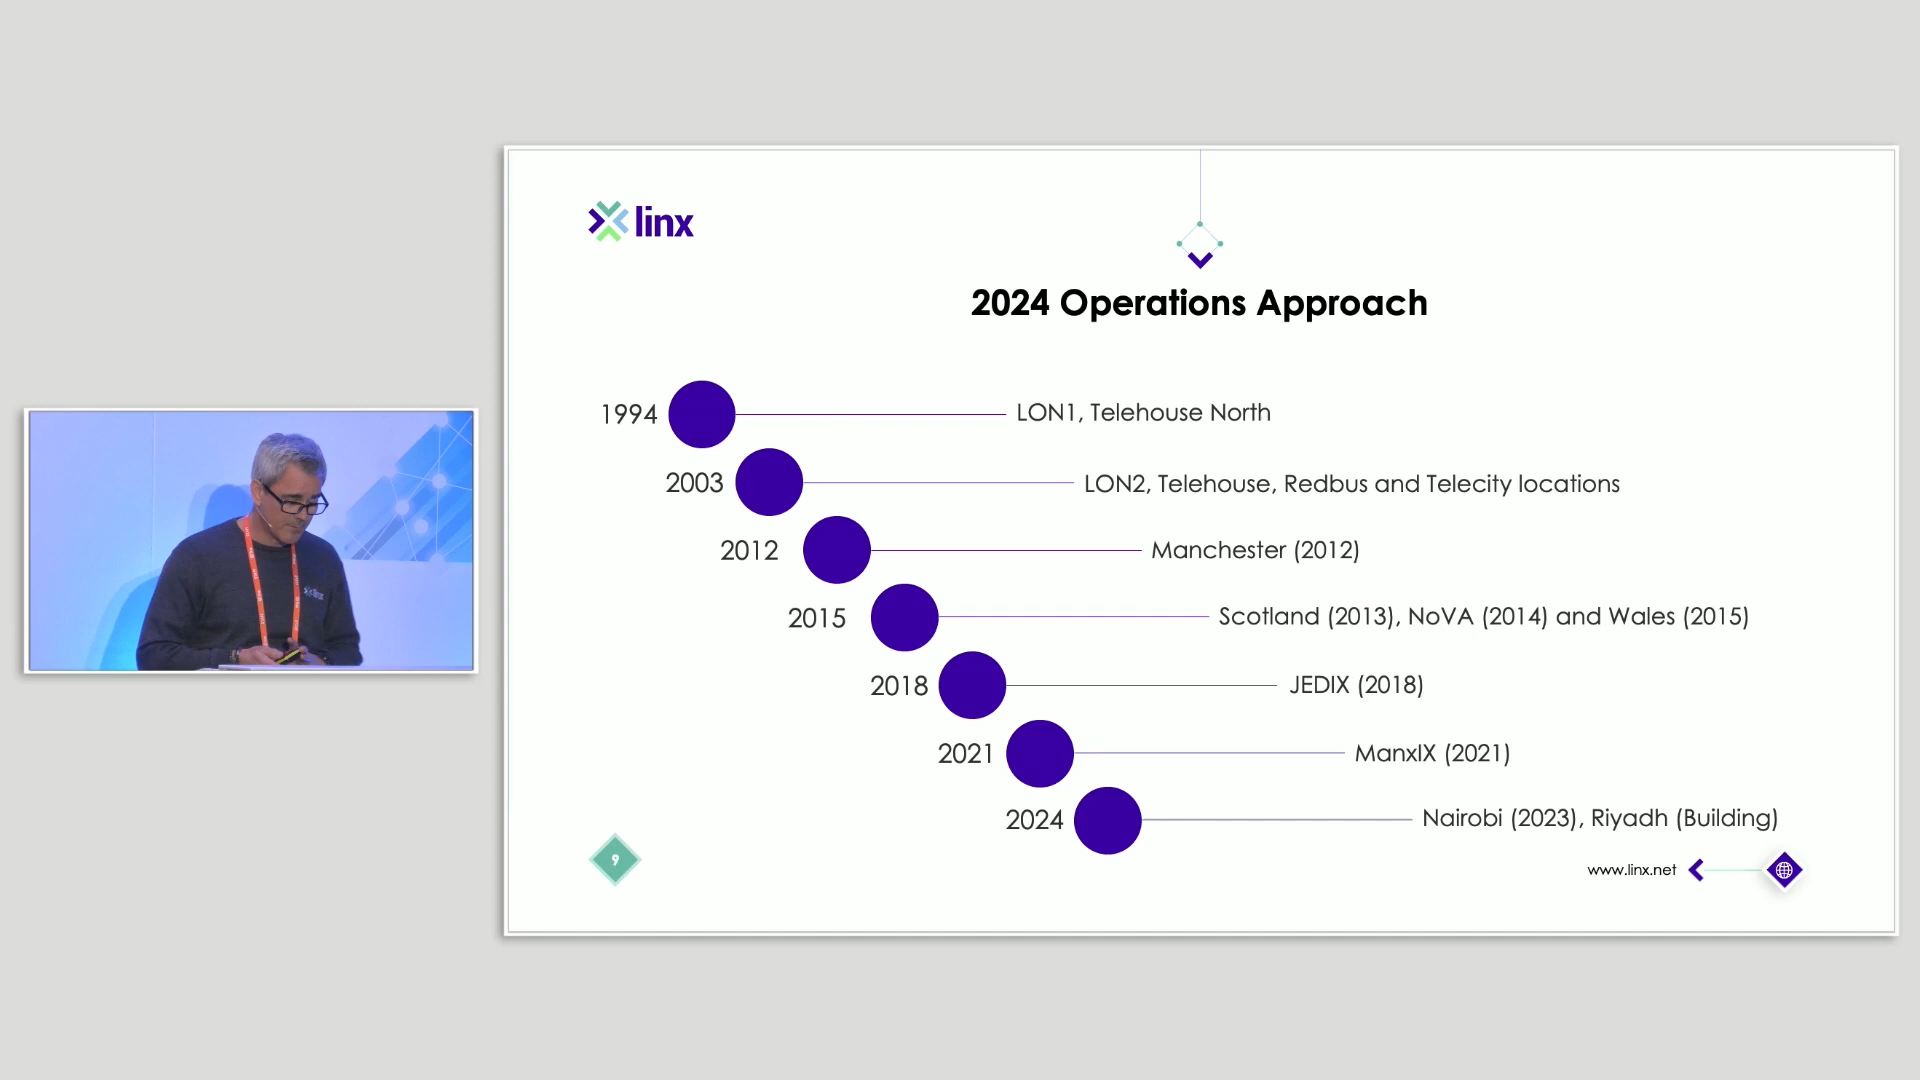 linx
2024 Operations Approach
1994 LON1, Telehouse North
2003 LON2, Telehouse, Redbus and Telecity locations
2012 Manchester (2012)
2015 Scotland (2013), NoVA (2014) and Wales (2015)
2018 JEDIX (2018)
2021 ManxIX (2021)
2024 Nairobi (2023), Riyadh (Building)
9
www.linx.net
linx